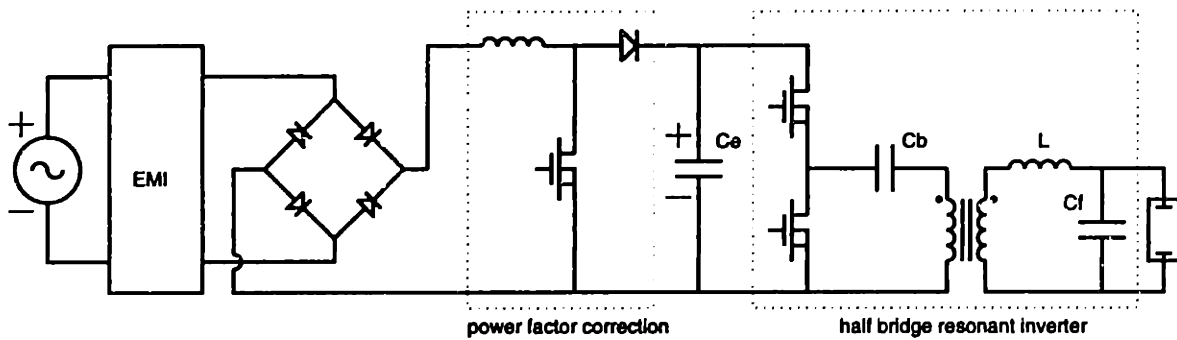 +
−
EMI
+
−
Ce
Cb
L
Cf
power factor correction
half bridge resonant inverter